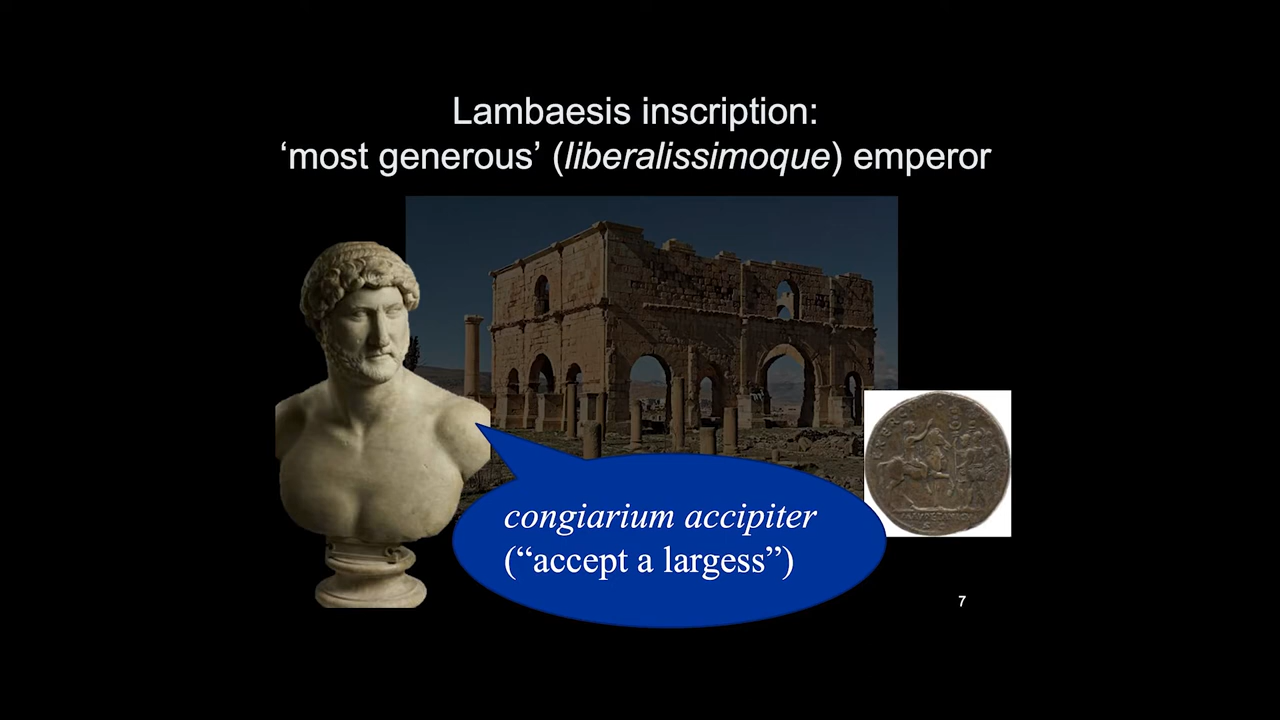 Lambaesis inscription:
‘most generous’ (liberalissimoque) emperor
congiarium accipiter
(“accept a largess”)
7